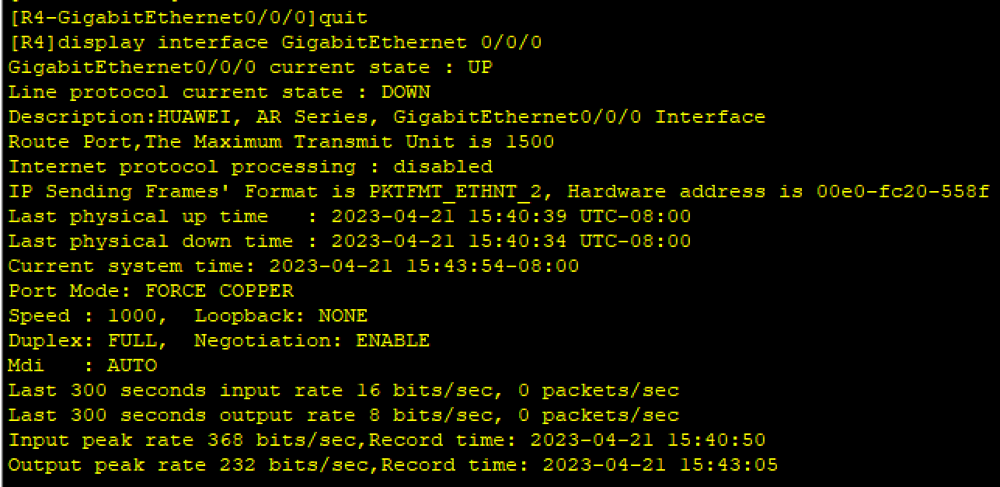 [R4-GigabitEthernet0/0/0]quit
[R4]display interface GigabitEthernet 0/0/0
GigabitEthernet0/0/0 current state : UP
Line protocol current state : DOWN
Description:HUAWEI, AR Series, GigabitEthernet0/0/0 Interface
Route Port,The Maximum Transmit Unit is 1500
Internet protocol processing : disabled
IP Sending Frames' Format is PKTFMT_ETHNT_2, Hardware address is 00e0-fc20-558f
Last physical up time   : 2023-04-21 15:40:39 UTC-08:00
Last physical down time : 2023-04-21 15:40:34 UTC-08:00
Current system time: 2023-04-21 15:43:54-08:00
Port Mode: FORCE COPPER
Speed : 1000,  Loopback: NONE
Duplex: FULL,  Negotiation: ENABLE
Mdi   : AUTO
Last 300 seconds input rate 16 bits/sec, 0 packets/sec
Last 300 seconds output rate 8 bits/sec, 0 packets/sec
Input peak rate 368 bits/sec,Record time: 2023-04-21 15:40:50
Output peak rate 232 bits/sec,Record time: 2023-04-21 15:43:05